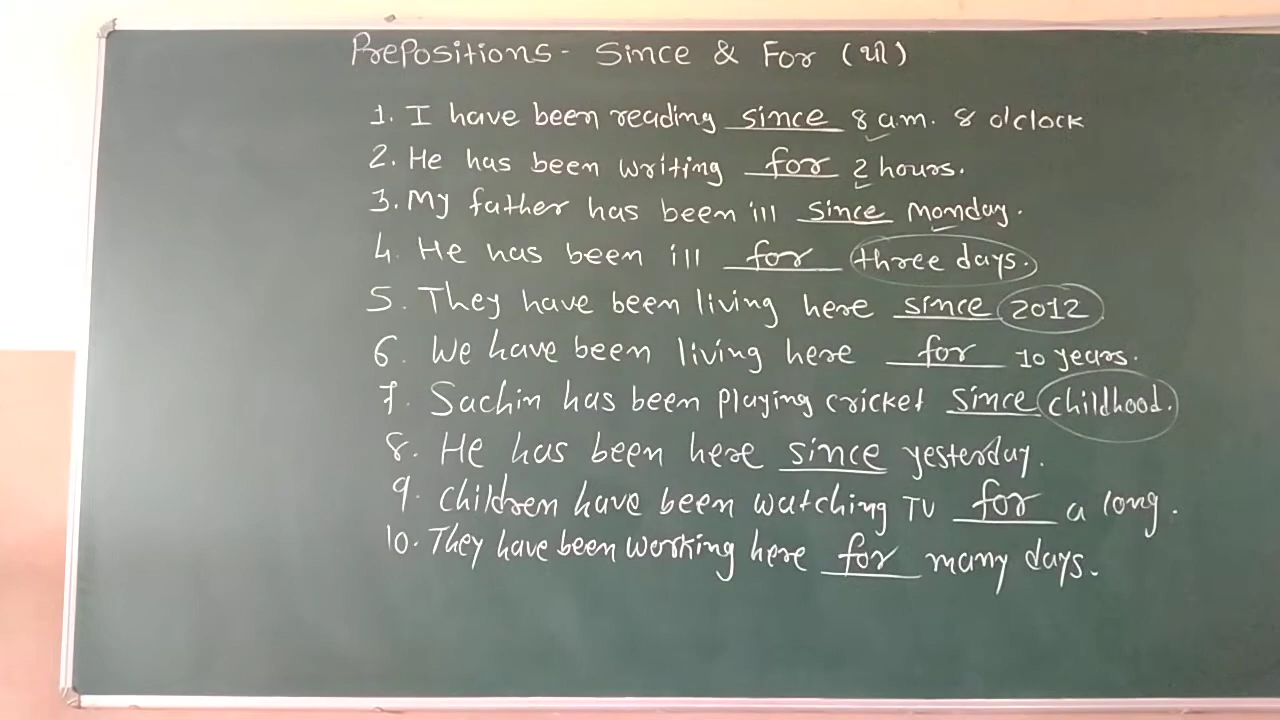 Prepositions - Since & For (થી)
1. I have been reading since 8 a.m. 8 o'clock
2. He has been writing for 2 hours.
3. My father has been ill since Monday.
4. He has been ill for three days.
5. They have been living here since 2012
6. We have been living here for 10 years.
7. Sachin has been playing cricket since childhood.
8. He has been here since yesterday.
9. Children have been watching TV for a long.
10. They have been working here for many days.